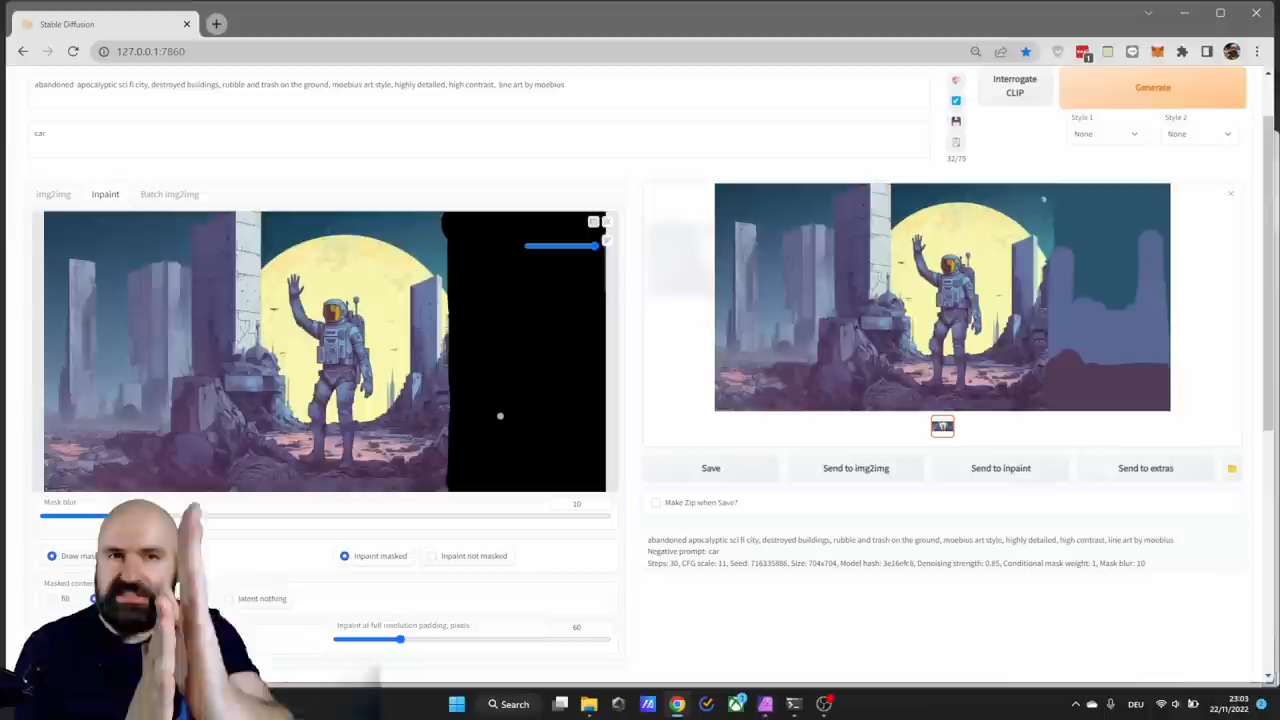 Stable Diffusion
127.0.0.1:7860
1
abandoned apocalyptic sci fi city, destroyed buildings, rubble and trash on the ground, moebius art style, highly detailed, high contrast, line art by moebius
Interrogate
CLIP
Generate
Style 1
Style 2
None
None
car
32/75
img2img
Inpaint
Batch img2img
Save
Send to img2img
Send to inpaint
Send to extras
Mask blur
10
Make Zip when Save?
Draw mas
Inpaint masked
Inpaint not masked
abandoned apocalyptic sci fi city, destroyed buildings, rubble and trash on the ground, moebius art style, highly detailed, high contrast, line art by moebius
Negative prompt: car
Steps: 30, CFG scale: 11, Seed: 716335886, Size: 704x704, Model hash: 3e16efc8, Denoising strength: 0.85, Conditional mask weight: 1, Mask blur: 10
Masked conten
fill
latent nothing
Inpaint at full resolution padding, pixels
60
Search
DEU
23:03
22/11/2022